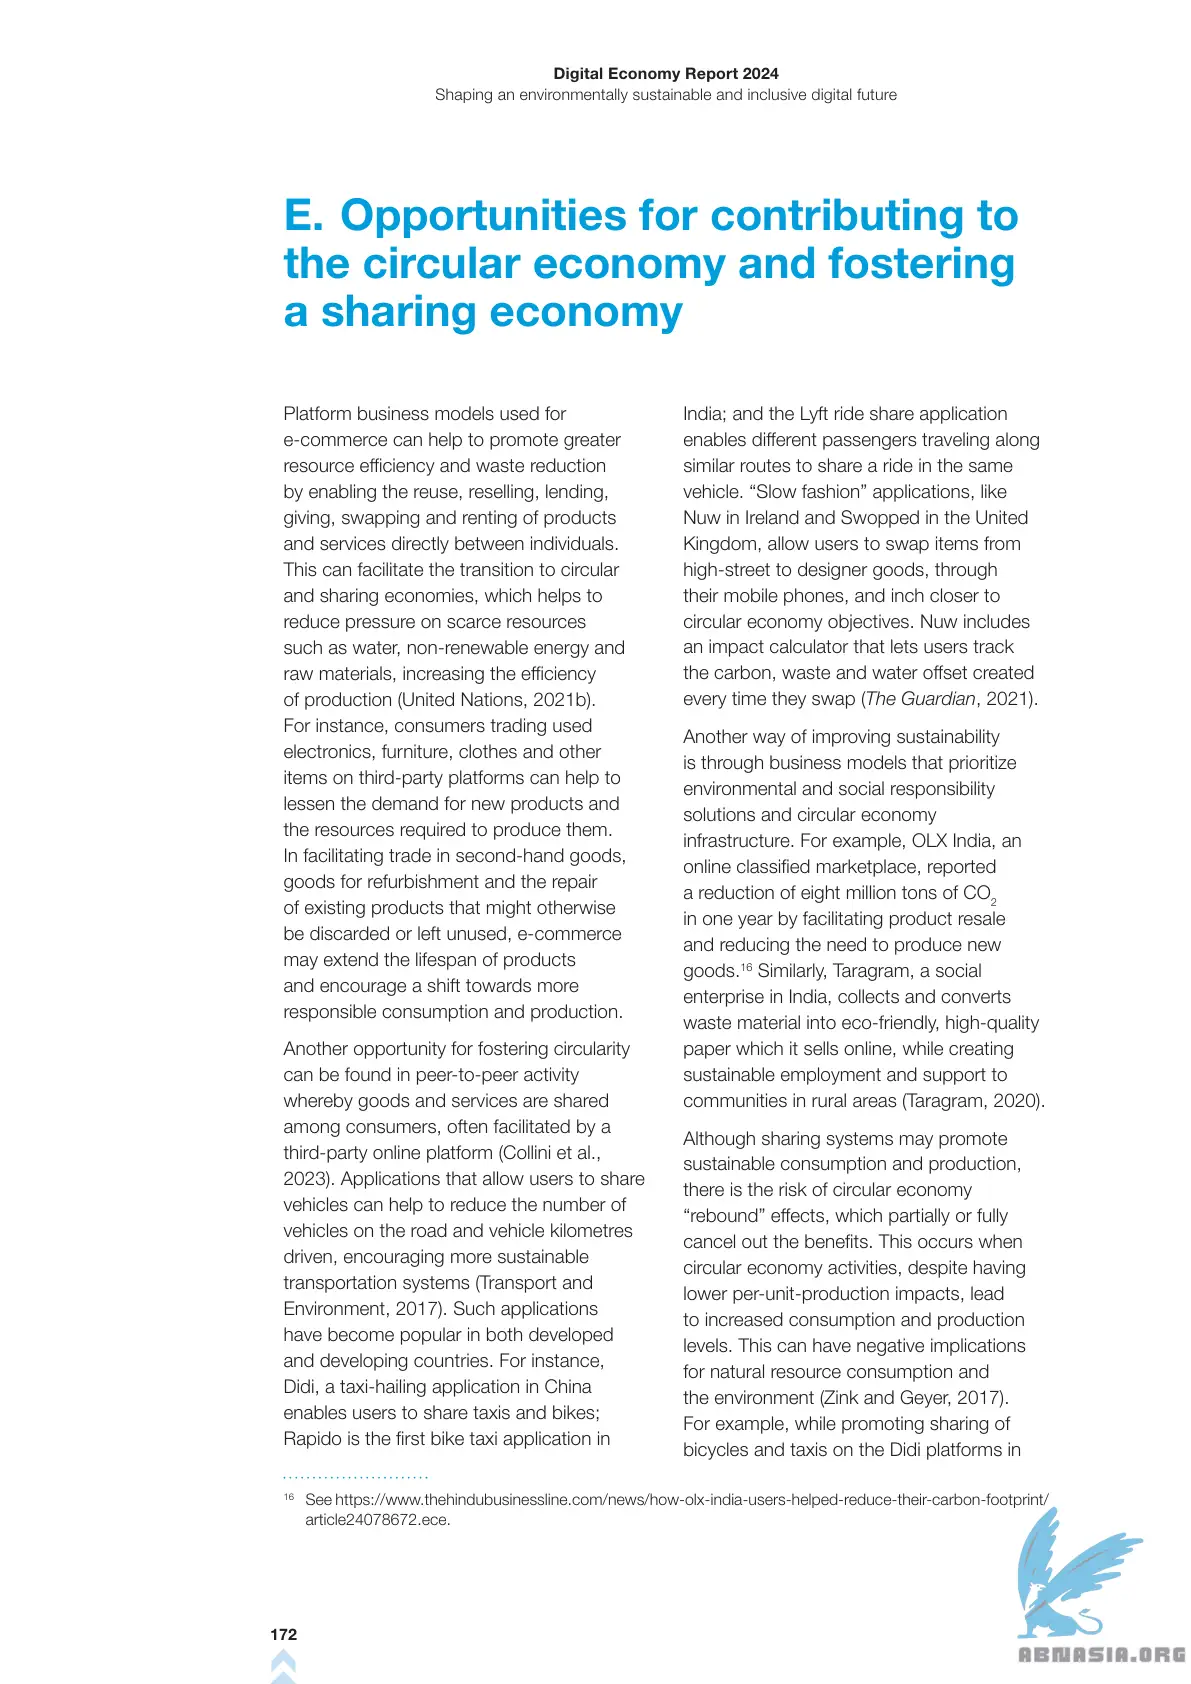 Digital Economy Report 2024
Shaping an environmentally sustainable and inclusive digital future
E. Opportunities for contributing to
the circular economy and fostering
a sharing economy
Platform business models used for
e-commerce can help to promote greater
resource efficiency and waste reduction
by enabling the reuse, reselling, lending,
giving, swapping and renting of products
and services directly between individuals.
This can facilitate the transition to circular
and sharing economies, which helps to
reduce pressure on scarce resources
such as water, non-renewable energy and
raw materials, increasing the efficiency
of production (United Nations, 2021b).
For instance, consumers trading used
electronics, furniture, clothes and other
items on third-party platforms can help to
lessen the demand for new products and
the resources required to produce them.
In facilitating trade in second-hand goods,
goods for refurbishment and the repair
of existing products that might otherwise
be discarded or left unused, e-commerce
may extend the lifespan of products
and encourage a shift towards more
responsible consumption and production.
Another opportunity for fostering circularity
can be found in peer-to-peer activity
whereby goods and services are shared
among consumers, often facilitated by a
third-party online platform (Collini et al.,
2023). Applications that allow users to share
vehicles can help to reduce the number of
vehicles on the road and vehicle kilometres
driven, encouraging more sustainable
transportation systems (Transport and
Environment, 2017). Such applications
have become popular in both developed
and developing countries. For instance,
Didi, a taxi-hailing application in China
enables users to share taxis and bikes;
Rapido is the first bike taxi application in
India; and the Lyft ride share application
enables different passengers traveling along
similar routes to share a ride in the same
vehicle. “Slow fashion” applications, like
Nuw in Ireland and Swopped in the United
Kingdom, allow users to swap items from
high-street to designer goods, through
their mobile phones, and inch closer to
circular economy objectives. Nuw includes
an impact calculator that lets users track
the carbon, waste and water offset created
every time they swap (The Guardian, 2021).
Another way of improving sustainability
is through business models that prioritize
environmental and social responsibility
solutions and circular economy
infrastructure. For example, OLX India, an
online classified marketplace, reported
a reduction of eight million tons of CO₂
in one year by facilitating product resale
and reducing the need to produce new
goods.¹⁶ Similarly, Taragram, a social
enterprise in India, collects and converts
waste material into eco-friendly, high-quality
paper which it sells online, while creating
sustainable employment and support to
communities in rural areas (Taragram, 2020).
Although sharing systems may promote
sustainable consumption and production,
there is the risk of circular economy
“rebound” effects, which partially or fully
cancel out the benefits. This occurs when
circular economy activities, despite having
lower per-unit-production impacts, lead
to increased consumption and production
levels. This can have negative implications
for natural resource consumption and
the environment (Zink and Geyer, 2017).
For example, while promoting sharing of
bicycles and taxis on the Didi platforms in
16 See https://www.thehindubusinessline.com/news/how-olx-india-users-helped-reduce-their-carbon-footprint/
article24078672.ece.
172
ABNASIA.ORG